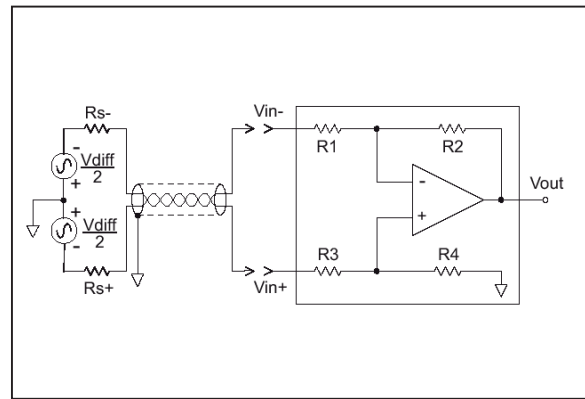 Rs-
Vin-
R1
R2
-
Vdiff
2
+
Vout
-
+
+
Vdiff
2
-
R3
R4
Rs+
Vin+